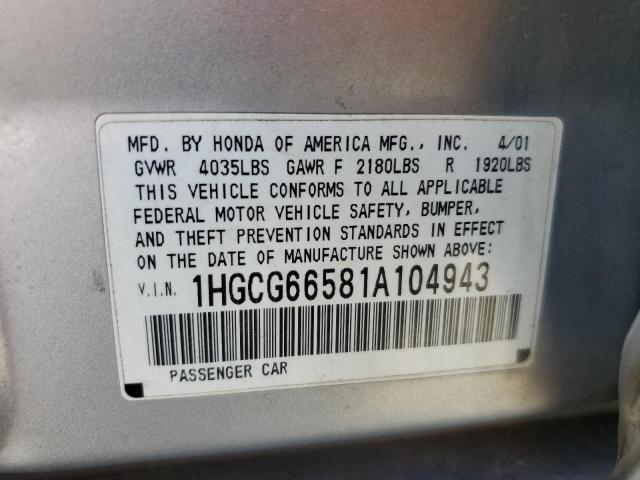 MFD. BY HONDA OF AMERICA MFG., INC. 4/01
GVWR 4035LBS GAWR F 2180LBS R 1920LBS
THIS VEHICLE CONFORMS TO ALL APPLICABLE
FEDERAL MOTOR VEHICLE SAFETY, BUMPER,
AND THEFT PREVENTION STANDARDS IN EFFECT
ON THE DATE OF MANUFACTURE SHOWN ABOVE:
V.I.N. 1HGCG66581A104943
PASSENGER CAR